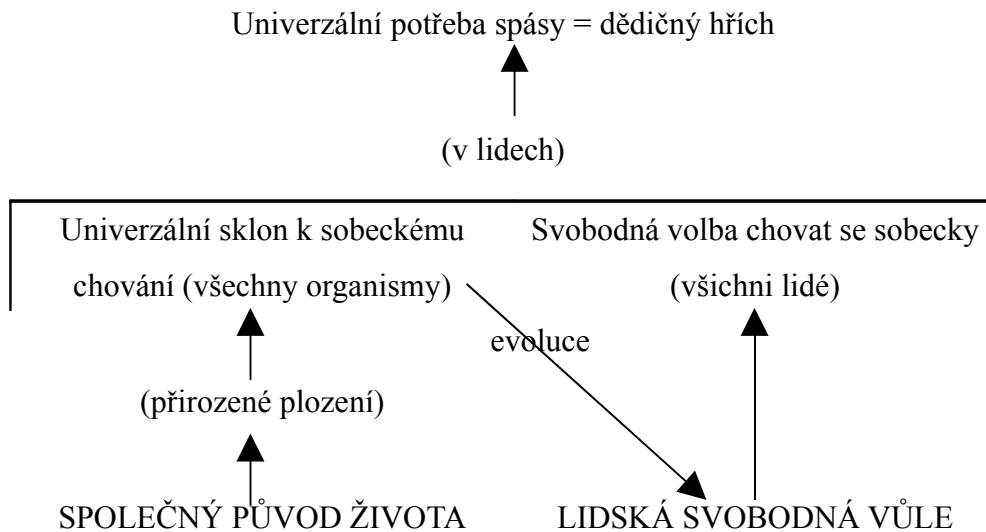 Univerzální potřeba spásy = dědičný hřích
(v lidech)
Univerzální sklon k sobeckému
chování (všechny organismy)
Svobodná volba chovat se sobecky
(všichni lidé)
evoluce
(přirozené plození)
SPOLEČNÝ PŮVOD ŽIVOTA
LIDSKÁ SVOBODNÁ VŮLE